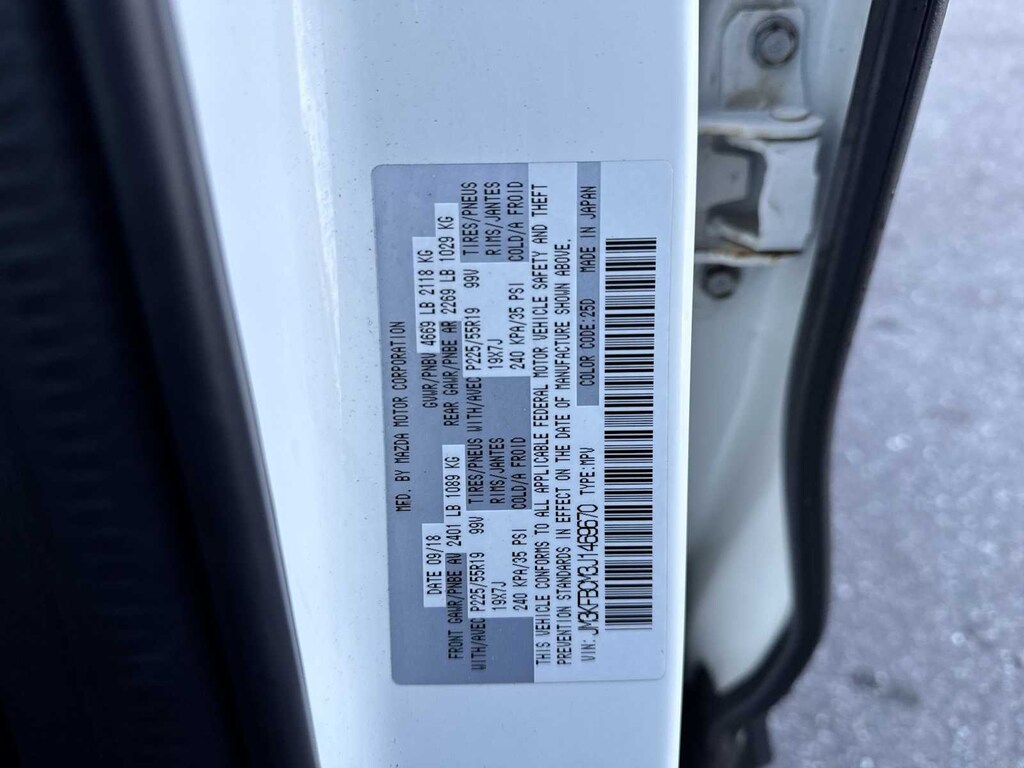 MFD. BY MAZDA MOTOR CORPORATION
DATE 09/18 GVWR/PNBV 4669 LB 2118 KG
FRONT GAWR/PNBE AV 2401 LB 1089 KG REAR GAWR/PNBE AR 2269 LB 1029 KG
WITH/AVEC P225/55R19 99V TIRES/PNEUS WITH/AVEC P225/55R19 99V TIRES/PNEUS
19X7J RIMS/JANTES 19X7J RIMS/JANTES
240 KPA/35 PSI COLD/A FROID 240 KPA/35 PSI COLD/A FROID
THIS VEHICLE CONFORMS TO ALL APPLICABLE FEDERAL MOTOR VEHICLE SAFETY AND THEFT
PREVENTION STANDARDS IN EFFECT ON THE DATE OF MANUFACTURE SHOWN ABOVE.
VIN: JM3KFBCM3J1469670 TYPE:MPV COLOR CODE:25D MADE IN JAPAN